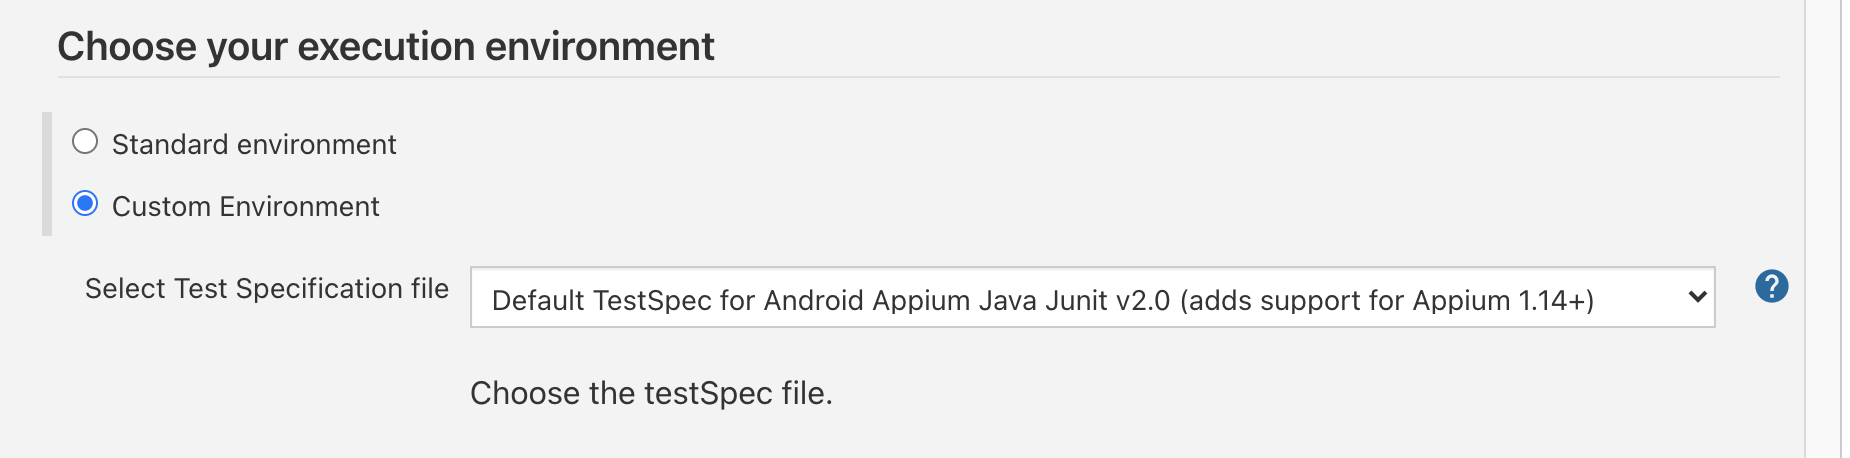 Choose your execution environment
Standard environment
Custom Environment
Select Test Specification file
Default TestSpec for Android Appium Java Junit v2.0 (adds support for Appium 1.14+)
?
Choose the testSpec file.